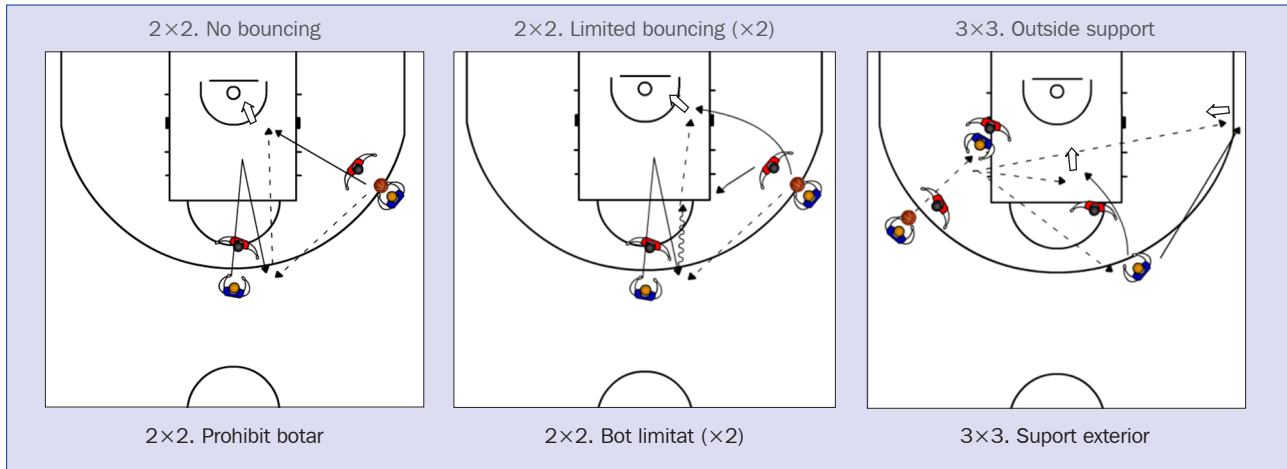 2×2. No bouncing
2×2. Limited bouncing (×2)
3×3. Outside support
2×2. Prohibit botar
2×2. Bot limitat (×2)
3×3. Suport exterior